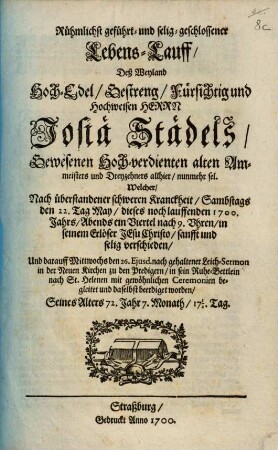 8c
Rühmlichst geführt- und selig-geschlossener
Lebens-Lauff/
Deß Weyland
Hoch-Edel/ Gestreng/ Fürsichtig und
Hochweisen HERRN
Josiä Städels/
Gewesenen Hoch-verdienten alten Am-
meisters und Dreyzehners allhier/ nunmehr sel.
Welcher/
Nach überstandener schweren Kranckheit/ Sambstags
den 22. Tag May/ dieses noch lauffenden 1700.
Jahrs/ Abends ein Viertel nach 9. Uhren/ in
seinem Erlöser JEsu Christo/ sanfft und
selig verschieden/
Und darauff Mittwochs den 26. Ejusd. nach gehaltener Leich-Sermon
in der Neuen Kirchen zu den Predigern/ in sein Ruhe-Bettlein
nach St. Helenen mit gewöhnlichen Ceremonien be-
gleitet und daselbst beerdiget worden/
Seines Alters 72. Jahr 7. Monath/ 17¾. Tag.
Straßburg/
Gedruckt Anno 1700.